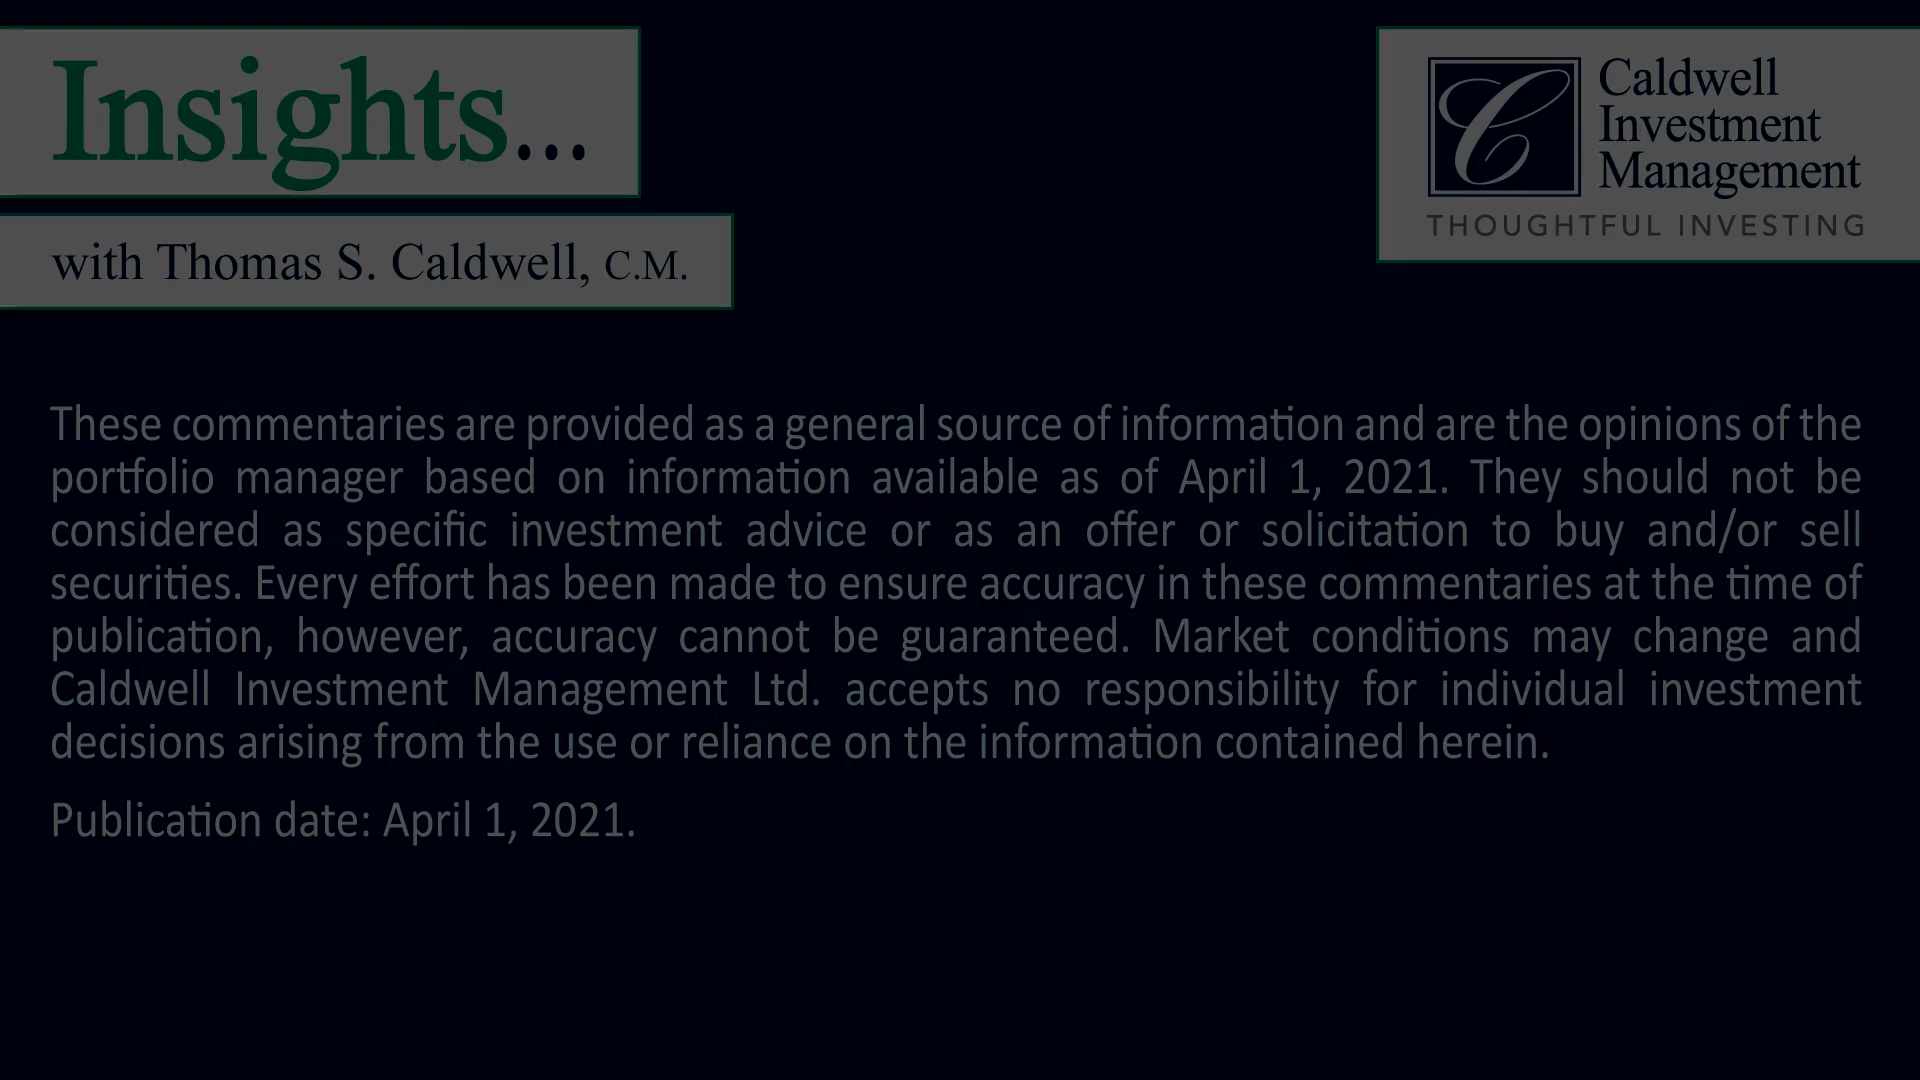 Insights...
with Thomas S. Caldwell, C.M.
C
Caldwell
Investment
Management
THOUGHTFUL INVESTING
These commentaries are provided as a general source of information and are the opinions of the
portfolio manager based on information available as of April 1, 2021. They should not be
considered as specific investment advice or as an offer or solicitation to buy and/or sell
securities. Every effort has been made to ensure accuracy in these commentaries at the time of
publication, however, accuracy cannot be guaranteed. Market conditions may change and
Caldwell Investment Management Ltd. accepts no responsibility for individual investment
decisions arising from the use or reliance on the information contained herein.
Publication date: April 1, 2021.